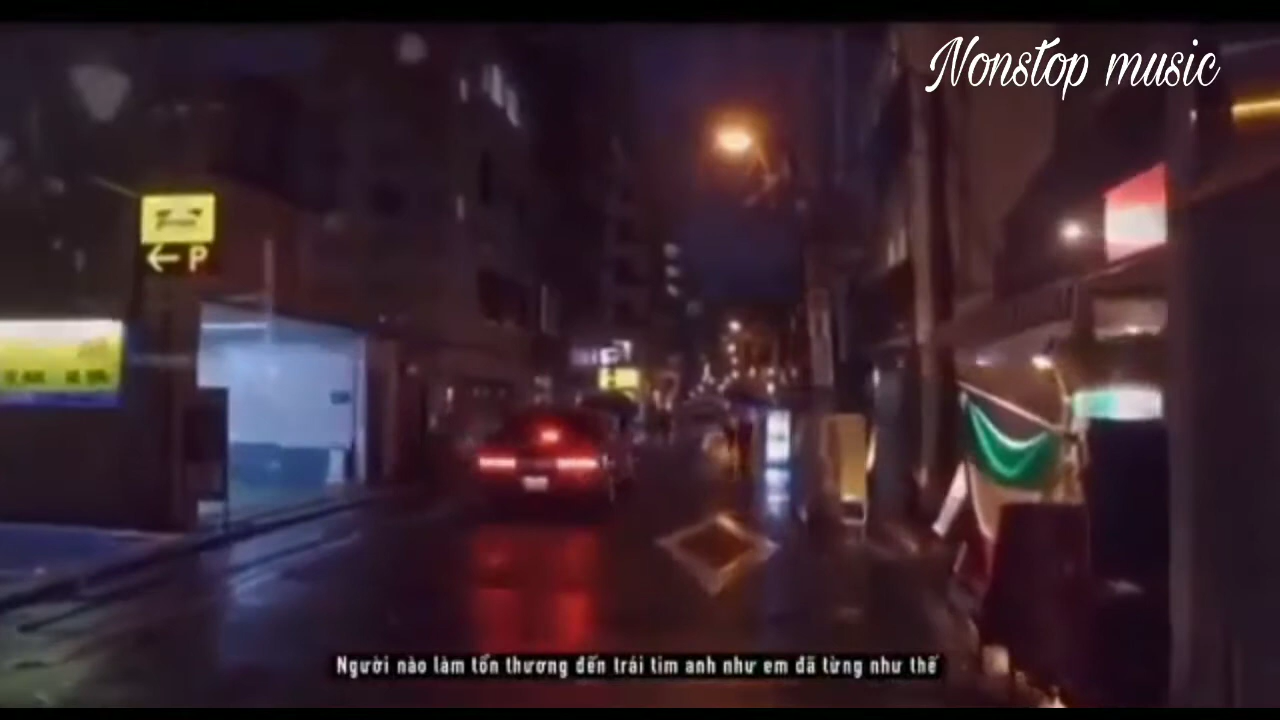 Nonstop music
← P
Người nào làm tổn thương đến trái tim anh như em đã từng như thế